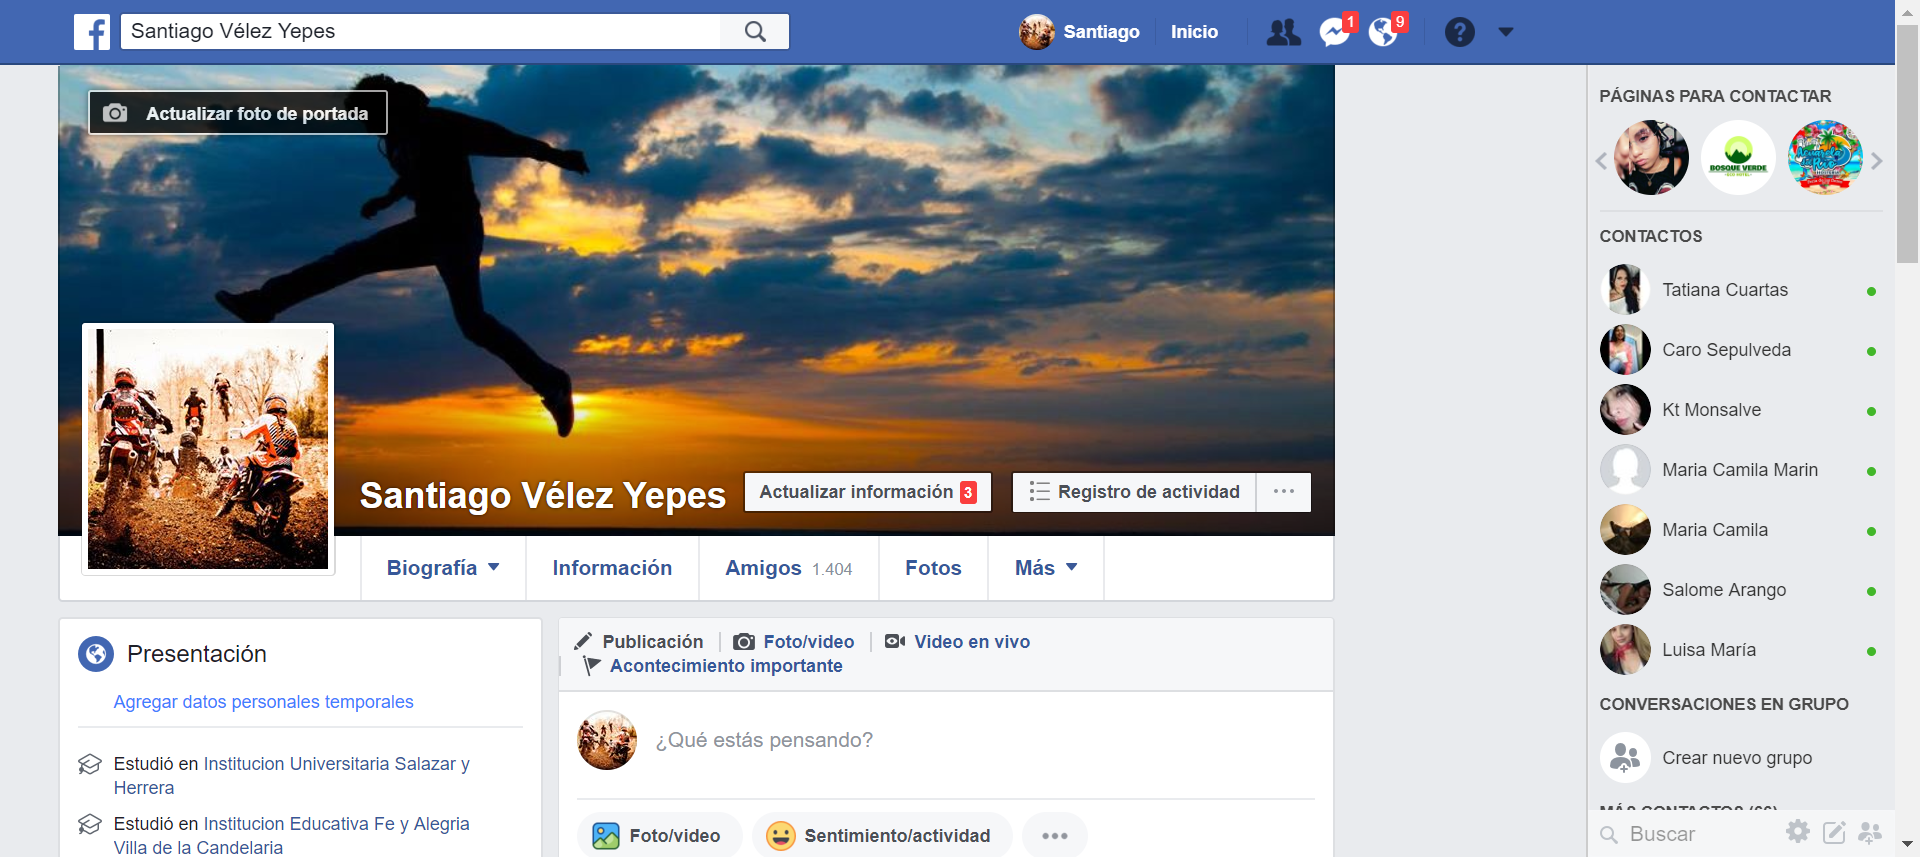 Santiago Vélez Yepes
Santiago
Inicio
1
9
?
Actualizar foto de portada
Santiago Vélez Yepes
Actualizar información 3
Registro de actividad
Biografía
Información
Amigos 1.404
Fotos
Más
Presentación
Agregar datos personales temporales
Estudió en Institucion Universitaria Salazar y
Herrera
Estudió en Institucion Educativa Fe y Alegria
Villa de la Candelaria
Publicación
Foto/video
Video en vivo
Acontecimiento importante
¿Qué estás pensando?
Foto/video
Sentimiento/actividad
PÁGINAS PARA CONTACTAR
BOSQUE VERDE
CONTACTOS
Tatiana Cuartas
Caro Sepulveda
Kt Monsalve
Maria Camila Marin
Maria Camila
Salome Arango
Luisa María
CONVERSACIONES EN GRUPO
Crear nuevo grupo
MÁS CONTACTOS (66)
Buscar